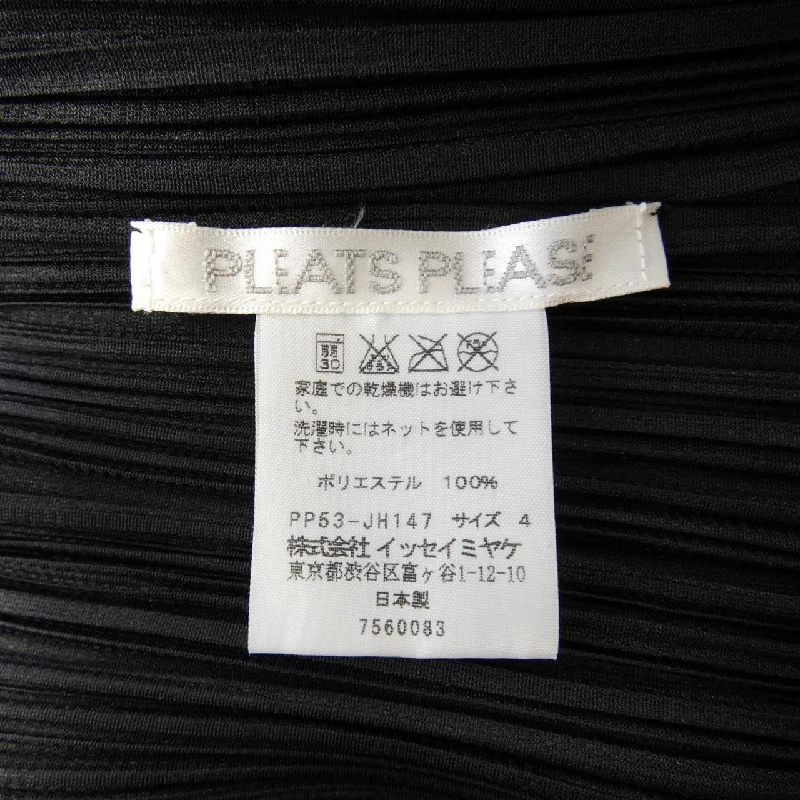 PLEATS PLEASE
弱
30
家庭での乾燥機はお避け下さ
い。
洗濯時にはネットを使用して
下さい。
ポリエステル 100%
PP53-JH147 サイズ 4
株式会社 イッセイミヤケ
東京都渋谷区富ヶ谷1-12-10
日本製
7560083